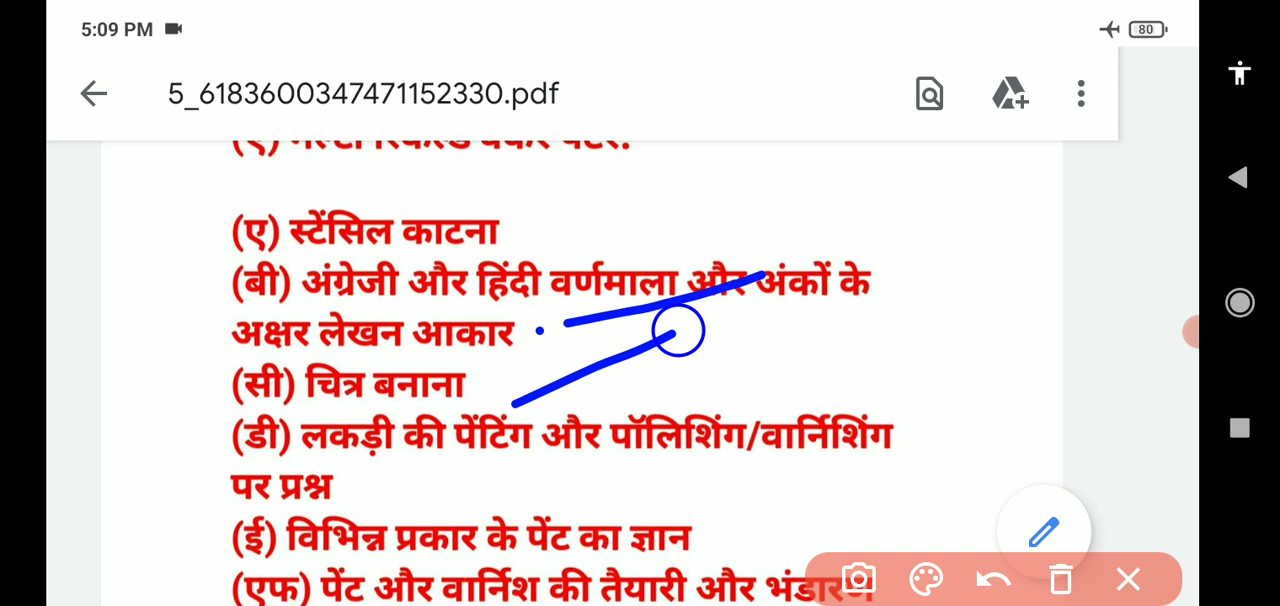 5:09 PM
80
5_6183600347471152330.pdf
(ए)
(ए) स्टेंसिल काटना
(बी) अंग्रेजी और हिंदी वर्णमाला और अंकों के
अक्षर लेखन आकार
(सी) चित्र बनाना
(डी) लकड़ी की पेंटिंग और पॉलिशिंग/वार्निशिंग
पर प्रश्न
(ई) विभिन्न प्रकार के पेंट का ज्ञान
(एफ) पेंट और वार्निश की तैयारी और भंडारण